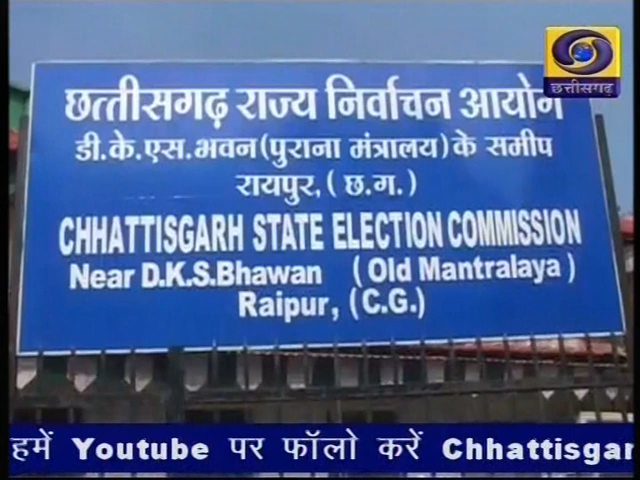 छत्तीसगढ़
छत्तीसगढ़ राज्य निर्वाचन आयोग
डी.के.एस.भवन(पुराना मंत्रालय) के समीप
रायपुर, (छ.ग.)
CHHATTISGARH STATE ELECTION COMMISSION
Near D.K.S.Bhawan (Old Mantralaya)
Raipur, (C.G.)
हमें Youtube पर फॉलो करें Chhattisgar